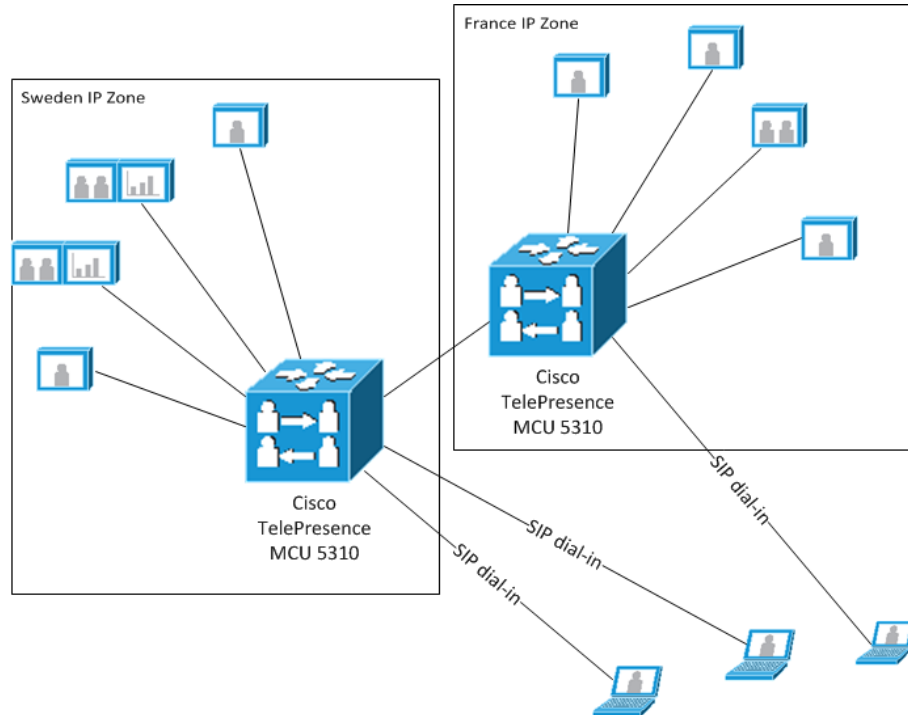 France IP Zone
Sweden IP Zone
Cisco
TelePresence
MCU 5310
Cisco
TelePresence
MCU 5310
SIP dial-in
SIP dial-in
SIP dial-in